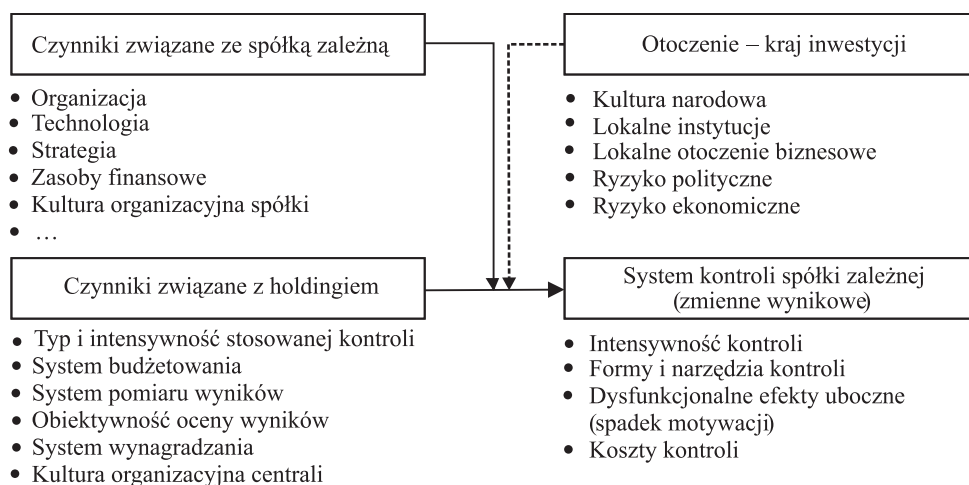 Czynniki związane ze spółką zależną
• Organizacja
• Technologia
• Strategia
• Zasoby finansowe
• Kultura organizacyjna spółki
• …
Otoczenie – kraj inwestycji
• Kultura narodowa
• Lokalne instytucje
• Lokalne otoczenie biznesowe
• Ryzyko polityczne
• Ryzyko ekonomiczne
Czynniki związane z holdingiem
• Typ i intensywność stosowanej kontroli
• System budżetowania
• System pomiaru wyników
• Obiektywność oceny wyników
• System wynagradzania
• Kultura organizacyjna centrali
System kontroli spółki zależnej
(zmienne wynikowe)
• Intensywność kontroli
• Formy i narzędzia kontroli
• Dysfunkcjonalne efekty uboczne
(spadek motywacji)
• Koszty kontroli